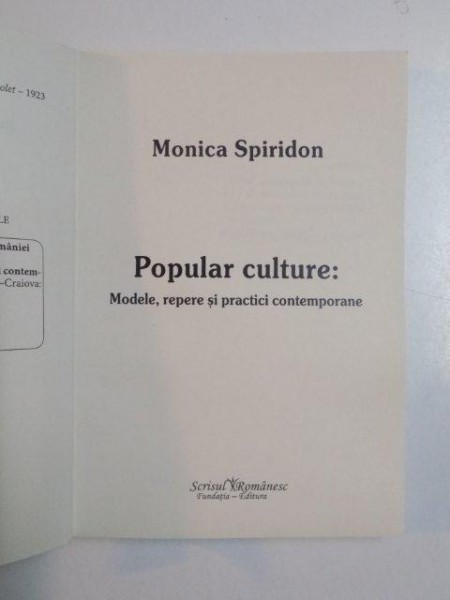 olet – 1923
LE
mâniei
i contem-
–Craiova:
Monica Spiridon
Popular culture:
Modele, repere și practici contemporane
Scrisul Românesc
Fundația – Editura